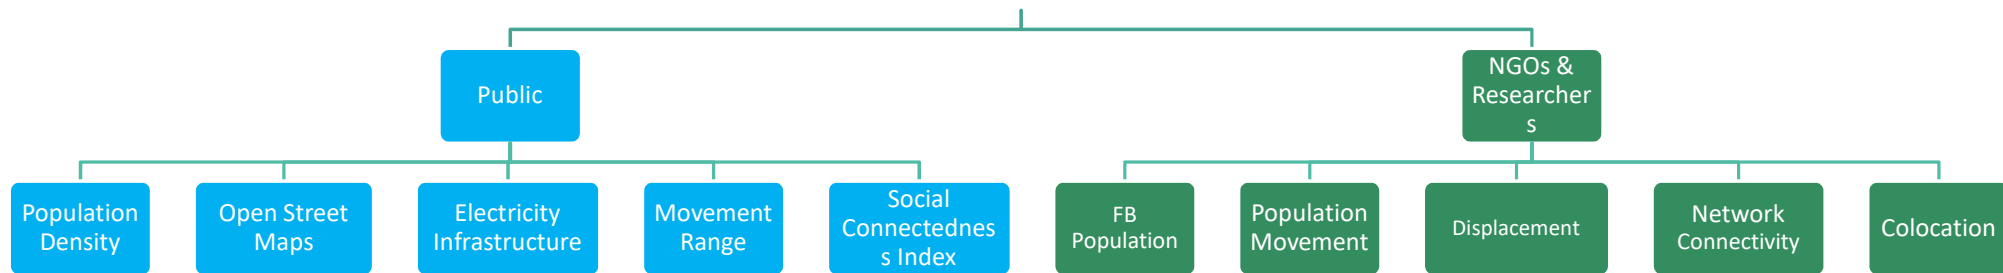 Public
NGOs &
Researcher
s
Population
Density
Open Street
Maps
Electricity
Infrastructure
Movement
Range
Social
Connectednes
s Index
FB
Population
Population
Movement
Displacement
Network
Connectivity
Colocation